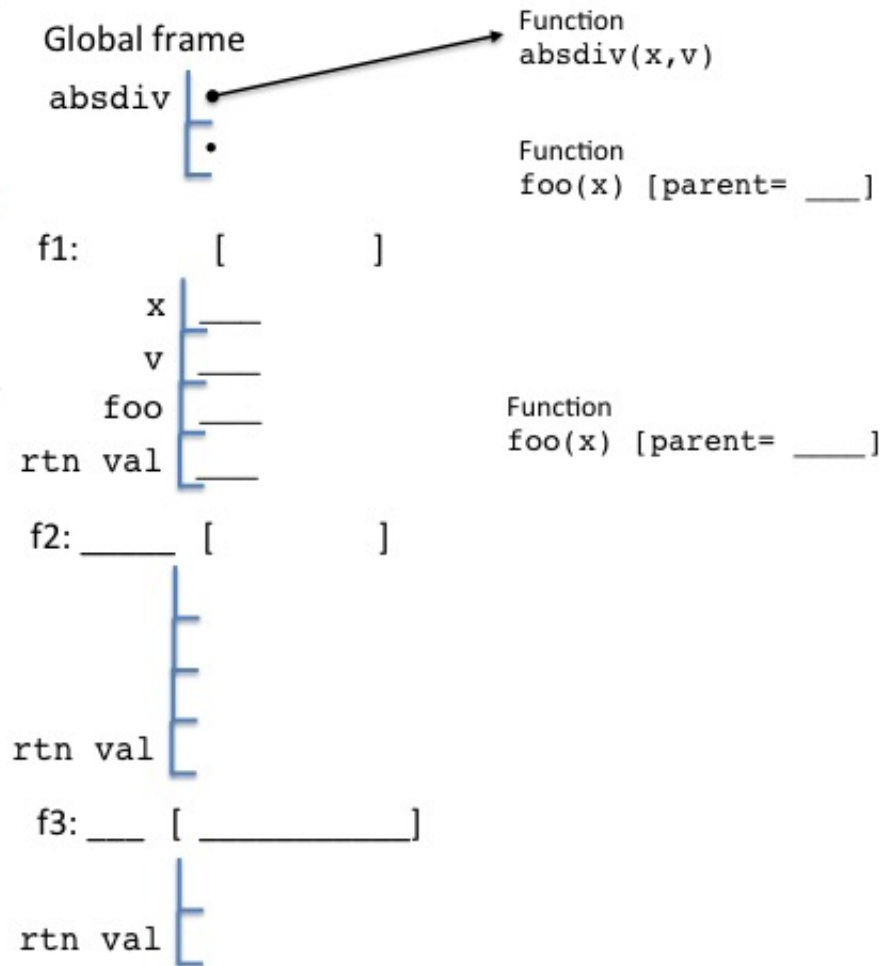 Global frame
absdiv
Function
absdiv(x,v)
Function
foo(x) [parent= ___]
f1: [ ]
x ___
v ___
foo ___
rtn val ___
Function
foo(x) [parent= ____]
f2: _____ [ ]
rtn val
f3: ___ [ ___________]
rtn val